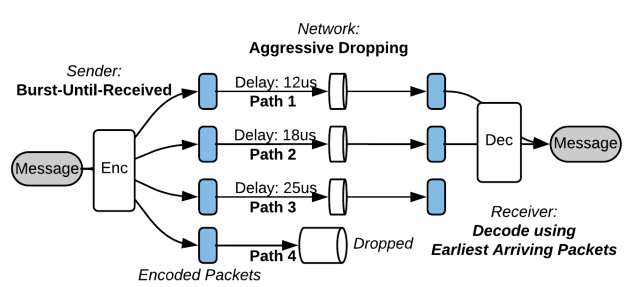 Network:
Aggressive Dropping
Sender:
Burst-Until-Received
Delay: 12us
Path 1
Delay: 18us
Path 2
Delay: 25us
Path 3
Path 4
Dropped
Message
Enc
Dec
Message
Encoded Packets
Receiver:
Decode using
Earliest Arriving Packets